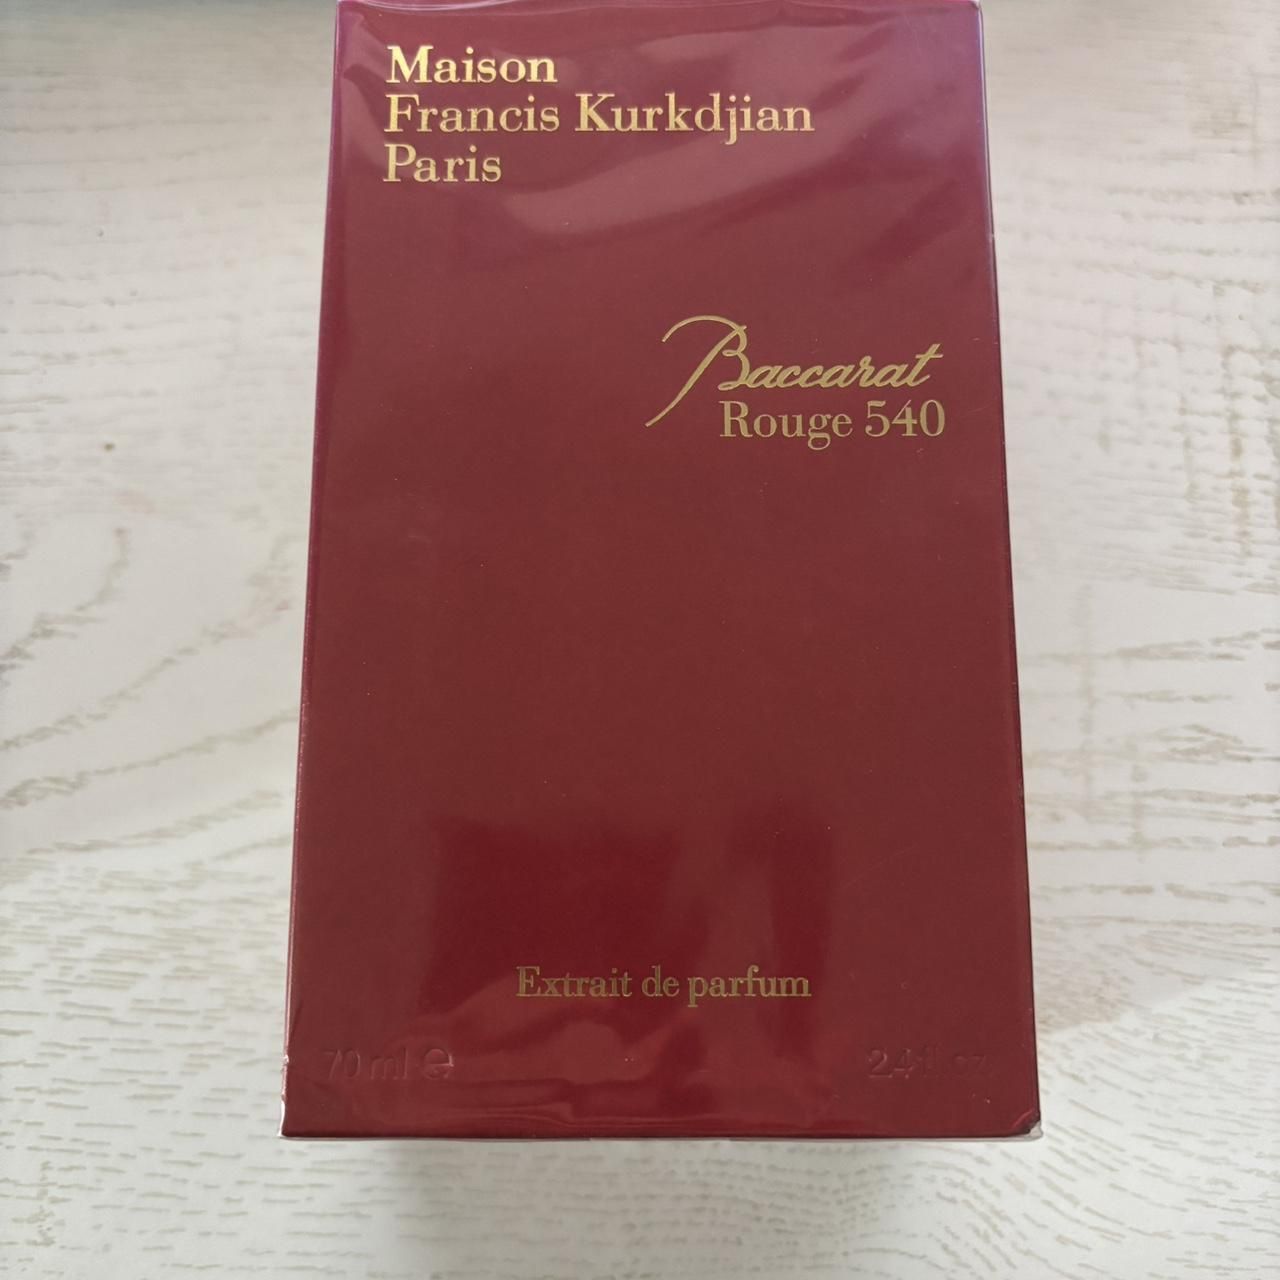 Maison
Francis Kurkdjian
Paris
Baccarat
Rouge 540
Extrait de parfum
70 ml ℮ 2.4 fl.oz